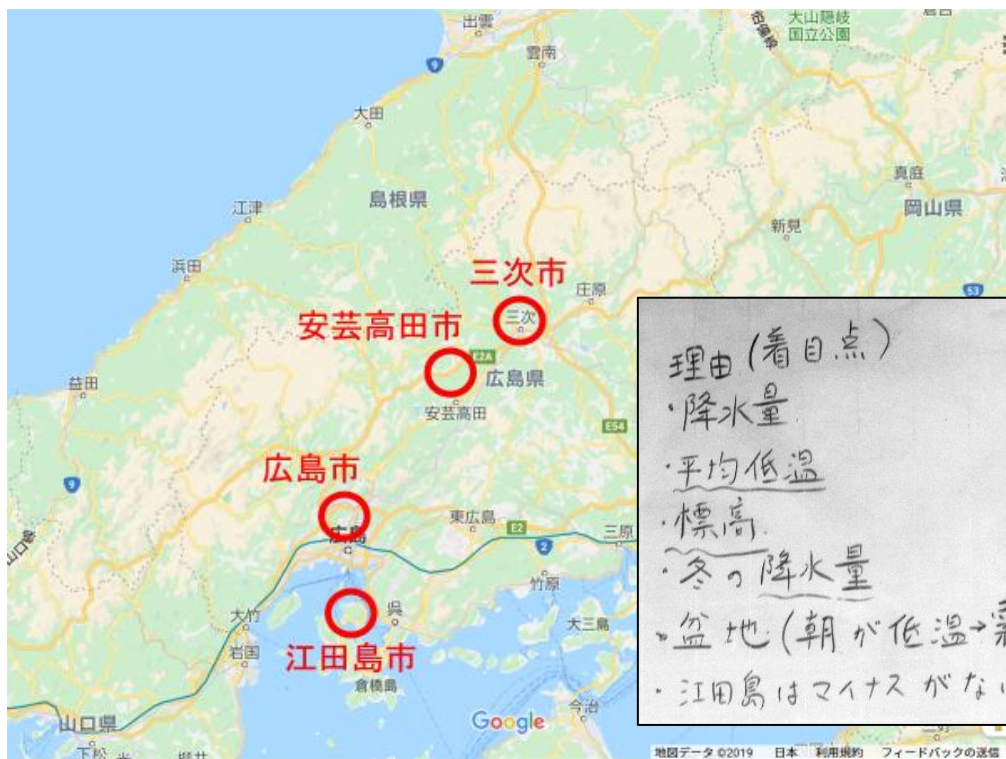 出雲
大山隠岐
国立公園
9
雲南
大田
真庭
島根県
岡山県
江津
新見
浜田
三次市
庄原
53
三次
安芸高田市
E2A
広島県
益田
安芸高田
E54
9
広島市
広島
東広島
E2
三原
2
竹原
大竹
呉
大三島
岩国
江田島市
倉橋島
今治
山口県
Google
下松
地図データ ©2019 日本 利用規約 フィードバックの送信
理由(着目点)
・降水量
・平均低温
・標高
・冬の降水量
・盆地(朝が低温→
・江田島はマイナスがな